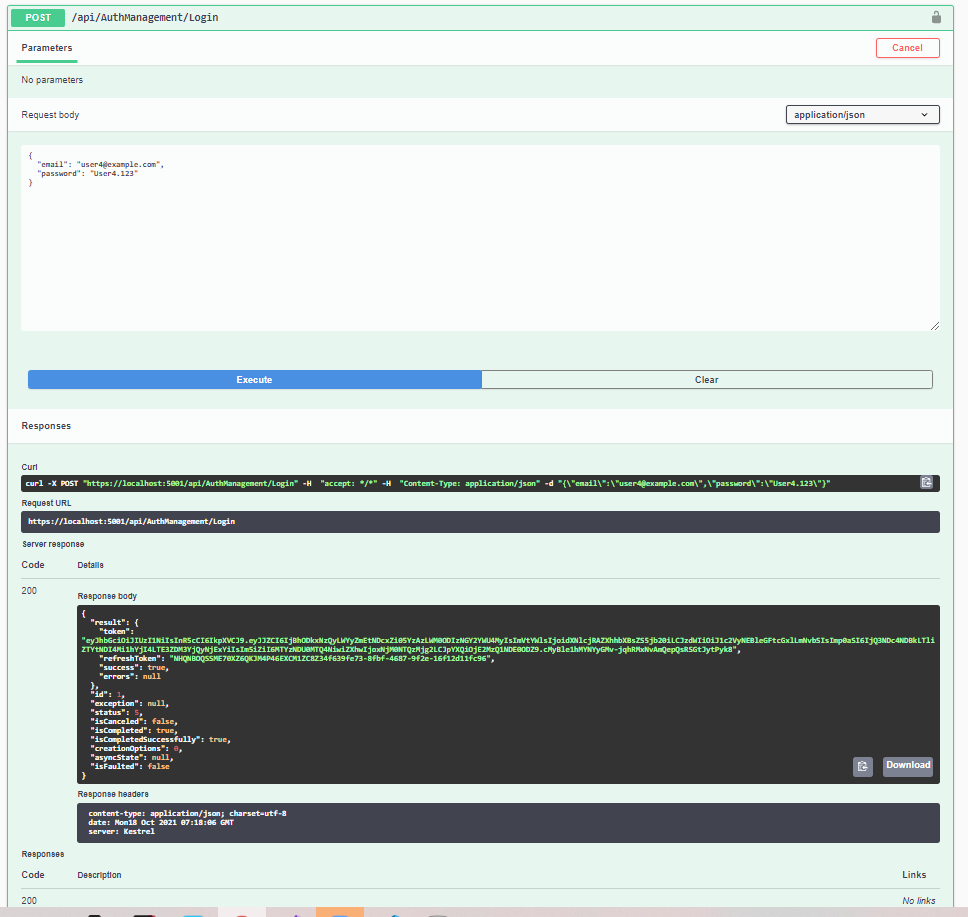 POST /api/AuthManagement/Login
Parameters
Cancel
No parameters
Request body
application/json
{
"email": "user4@example.com",
"password": "User4.123"
}
Execute
Clear
Responses
Curl
curl -X POST "https://localhost:5001/api/AuthManagement/Login" -H  "accept: */*" -H  "Content-Type: application/json" -d "{\"email\":\"user4@example.com\",\"password\":\"User4.123\"}"
Request URL
https://localhost:5001/api/AuthManagement/Login
Server response
Code Details
200
Response body
{
"result": {
"token":
"refreshToken":
"success": true,
"errors": null
},
"id": 1,
"exception": null,
"status": 5,
"isCanceled": false,
"isCompleted": true,
"isCompletedSuccessfully": true,
"creationOptions": 0,
"asyncState": null,
"isFaulted": false
}
Download
Response headers
content-type: application/json; charset=utf-8
date: Mon18 Oct 2021 07:18:06 GMT
server: Kestrel
Responses
Code Description Links
200 No links